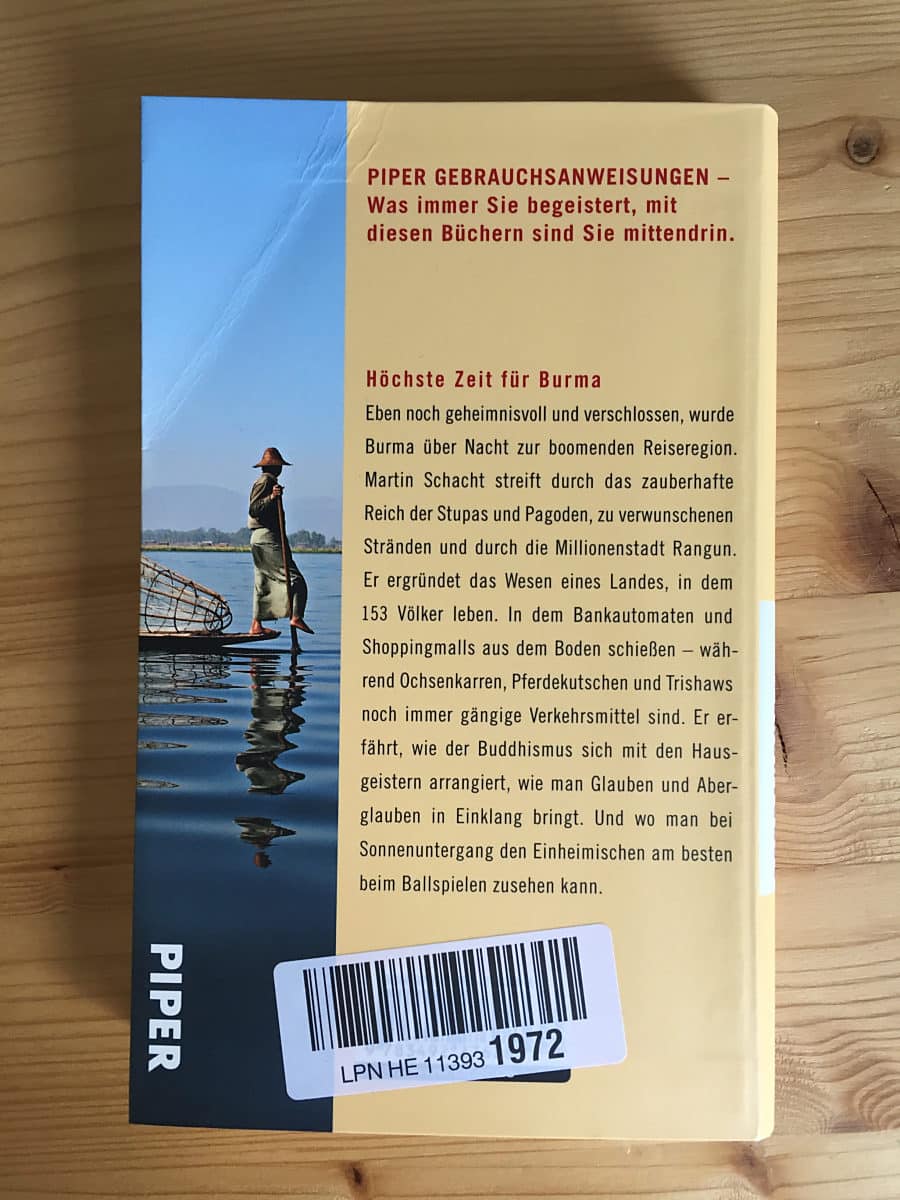 PIPER GEBRAUCHSANWEISUNGEN –
Was immer Sie begeistert, mit
diesen Büchern sind Sie mittendrin.
Höchste Zeit für Burma
Eben noch geheimnisvoll und verschlossen, wurde
Burma über Nacht zur boomenden Reiseregion.
Martin Schacht streift durch das zauberhafte
Reich der Stupas und Pagoden, zu verwunschenen
Stränden und durch die Millionenstadt Rangun.
Er ergründet das Wesen eines Landes, in dem
153 Völker leben. In dem Bankautomaten und
Shoppingmalls aus dem Boden schießen – wäh-
rend Ochsenkarren, Pferdekutschen und Trishaws
noch immer gängige Verkehrsmittel sind. Er er-
fährt, wie der Buddhismus sich mit den Haus-
geistern arrangiert, wie man Glauben und Aber-
glauben in Einklang bringt. Und wo man bei
Sonnenuntergang den Einheimischen am besten
beim Ballspielen zusehen kann.
PIPER
LPN HE 11393 1972